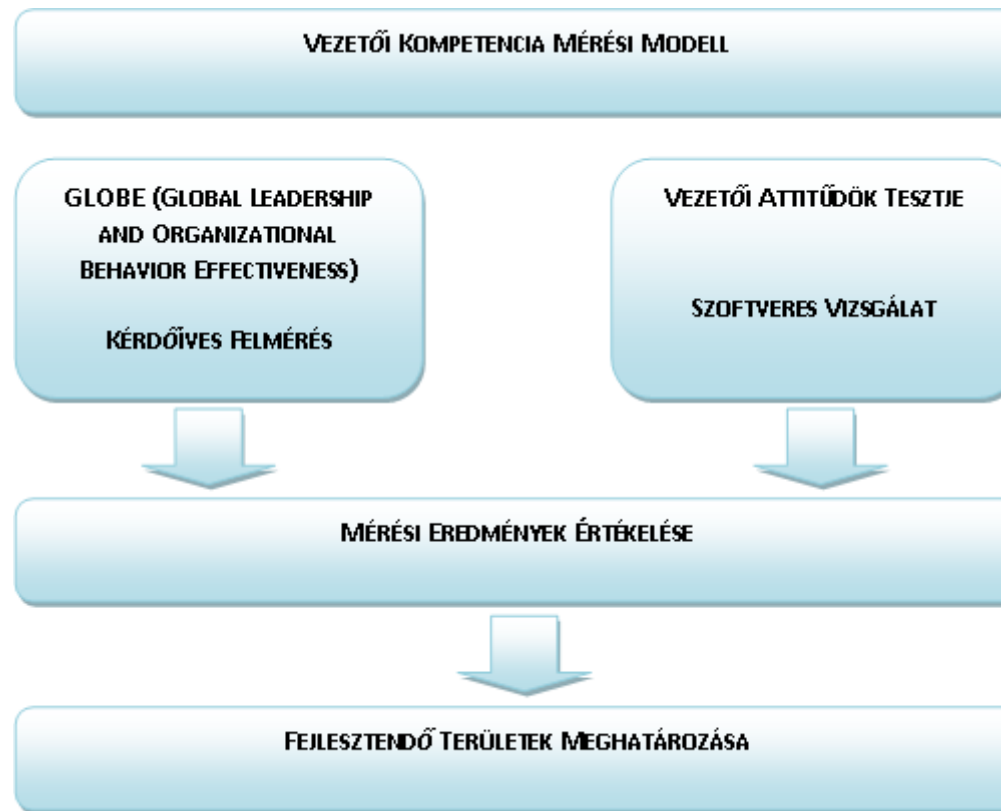 VEZETŐI KOMPETENCIA MÉRÉSI MODELL
GLOBE (GLOBAL LEADERSHIP
AND ORGANIZATIONAL
BEHAVIOR EFFECTIVENESS)
KÉRDŐÍVES FELMÉRÉS
VEZETŐI ATTITŰDÖK TESZTJE
SZOFTVERES VIZSGÁLAT
MÉRÉSI EREDMÉNYEK ÉRTÉKELÉSE
FEJLESZTENDŐ TERÜLETEK MEGHATÁROZÁSA